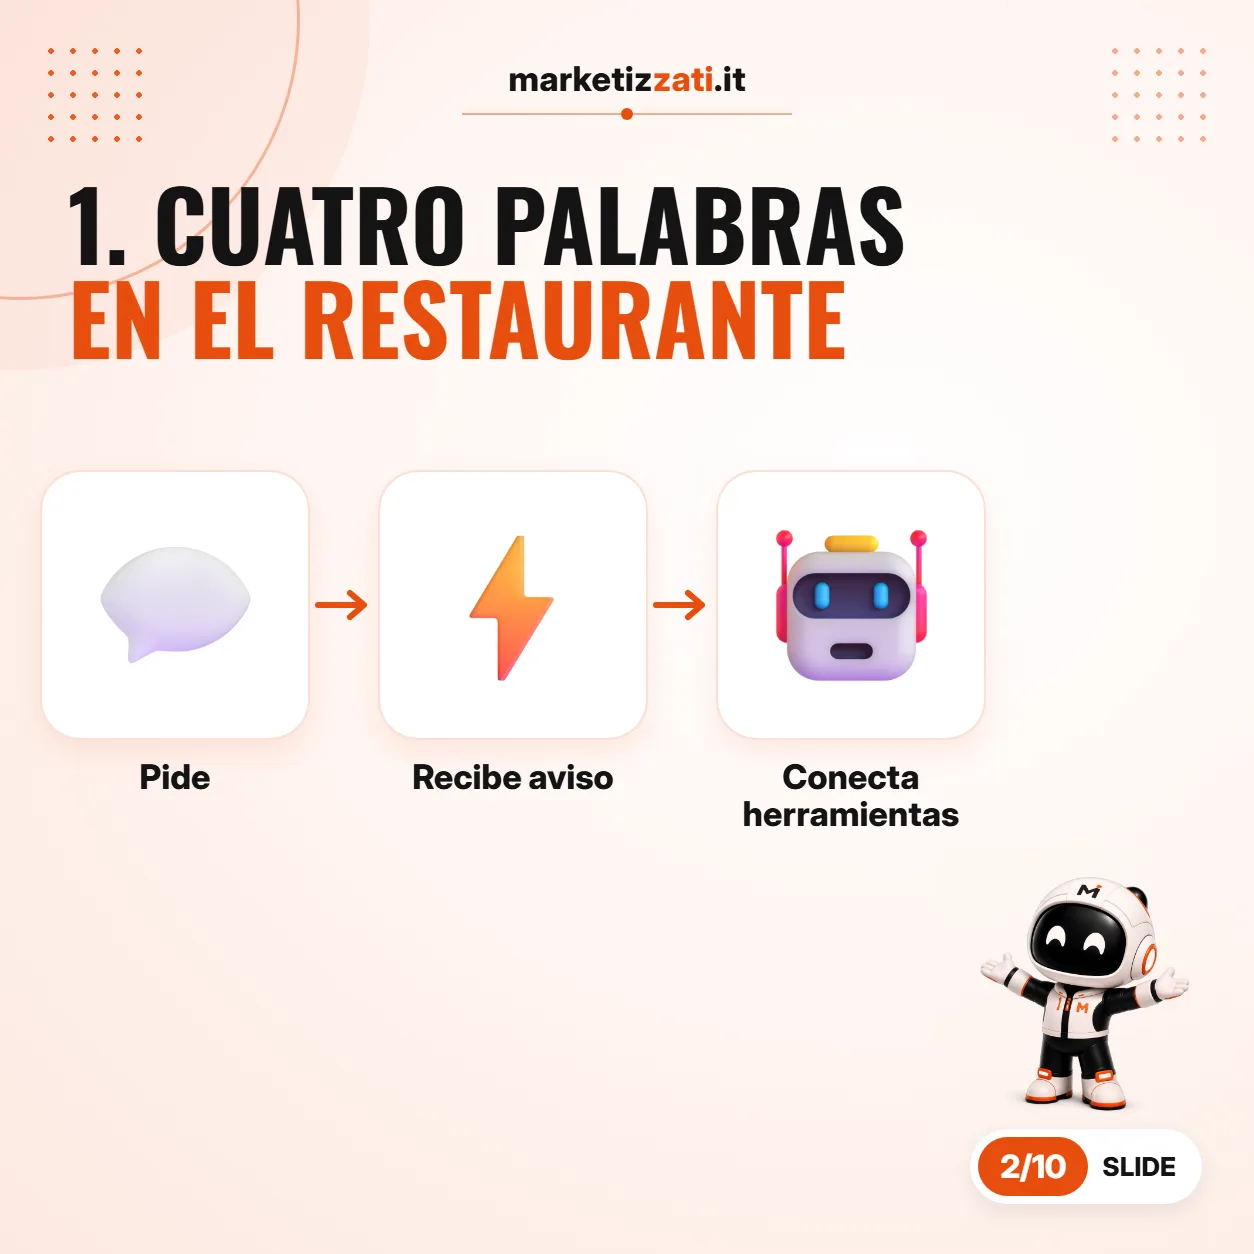 marketizzati.it
1. CUATRO PALABRAS
EN EL RESTAURANTE
Pide
Recibe aviso
Conecta
herramientas
M
M
2/10 SLIDE